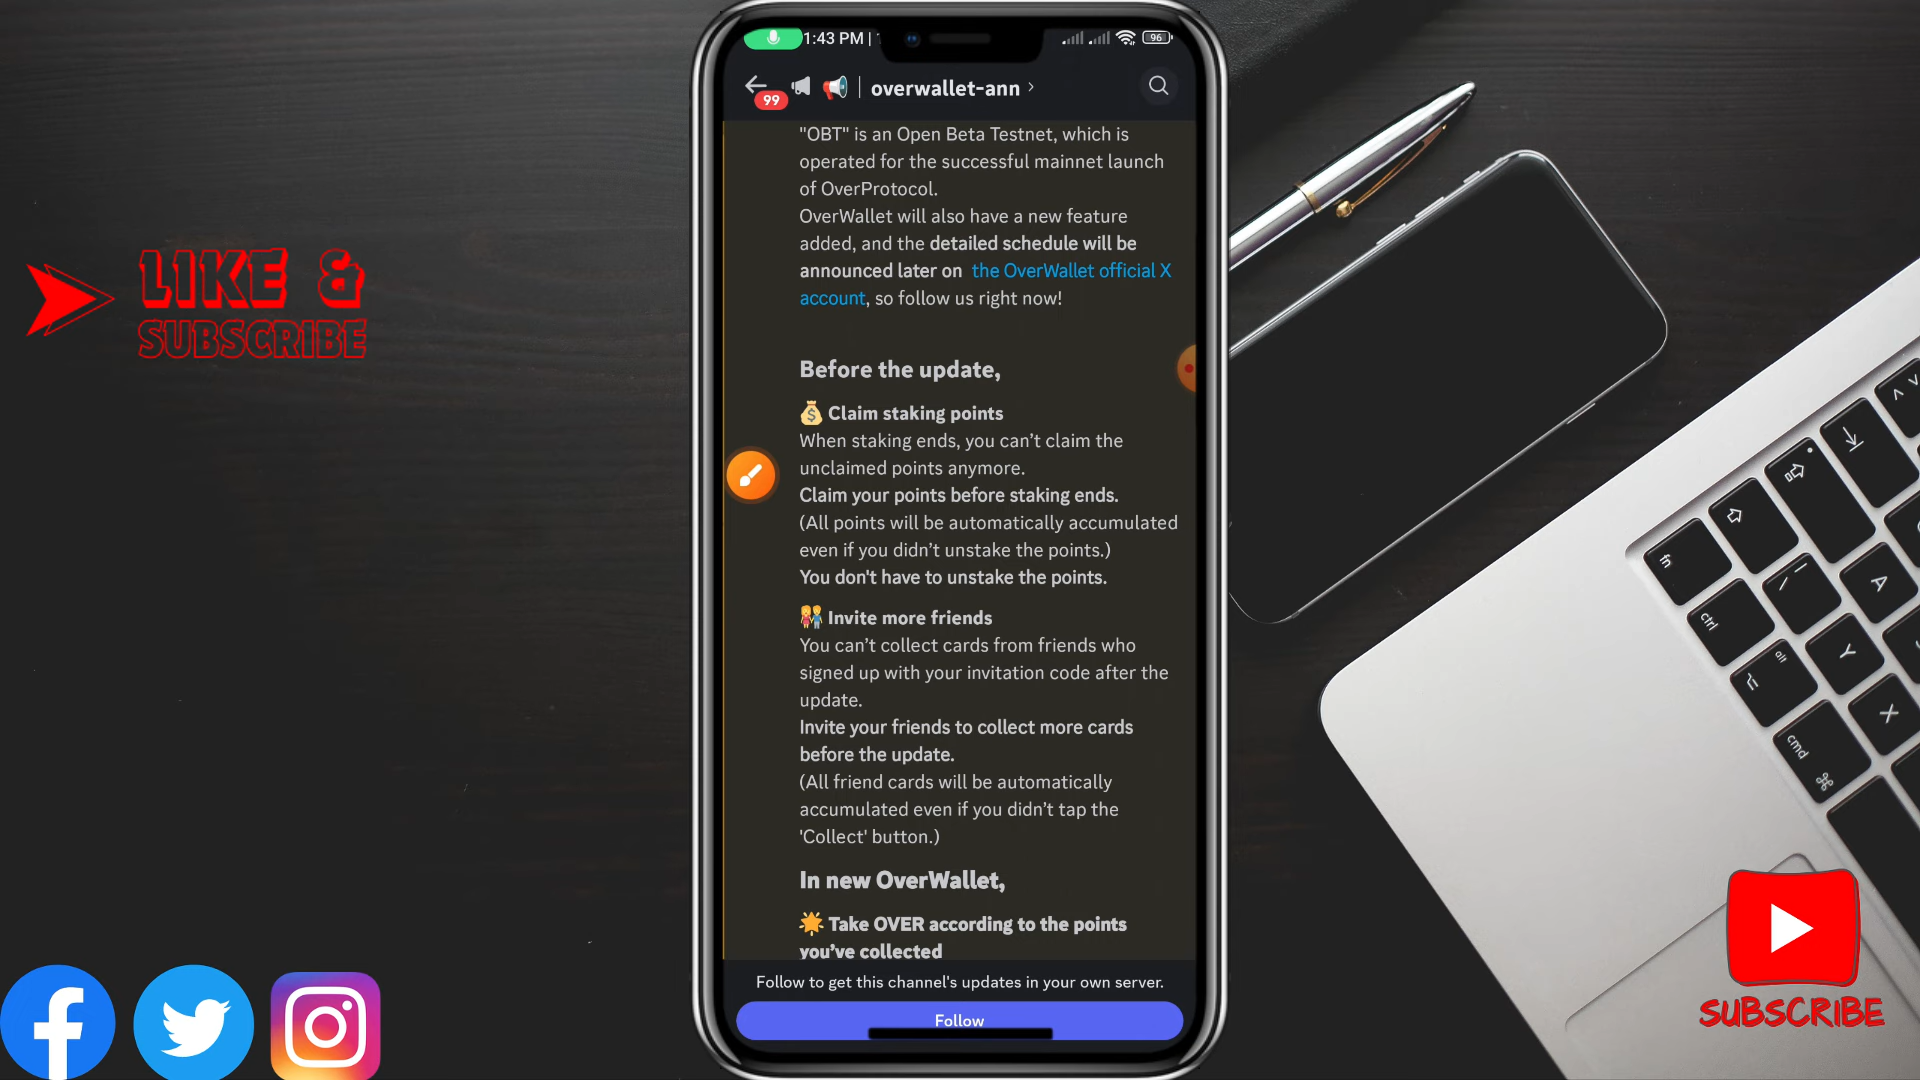 1:43 PM |
96
99
overwallet-ann
"OBT" is an Open Beta Testnet, which is
operated for the successful mainnet launch
of OverProtocol.
OverWallet will also have a new feature
added, and the detailed schedule will be
announced later on the OverWallet official X
account, so follow us right now!
LIKE &
SUBSCRIBE
Before the update,
Claim staking points
When staking ends, you can't claim the
unclaimed points anymore.
Claim your points before staking ends.
(All points will be automatically accumulated
even if you didn't unstake the points.)
You don't have to unstake the points.
Invite more friends
You can't collect cards from friends who
signed up with your invitation code after the
update.
Invite your friends to collect more cards
before the update.
(All friend cards will be automatically
accumulated even if you didn't tap the
'Collect' button.)
In new OverWallet,
Take OVER according to the points
you've collected
Follow to get this channel's updates in your own server.
Follow
fn
ctrl
alt
cmd
A
Y
X
SUBSCRIBE